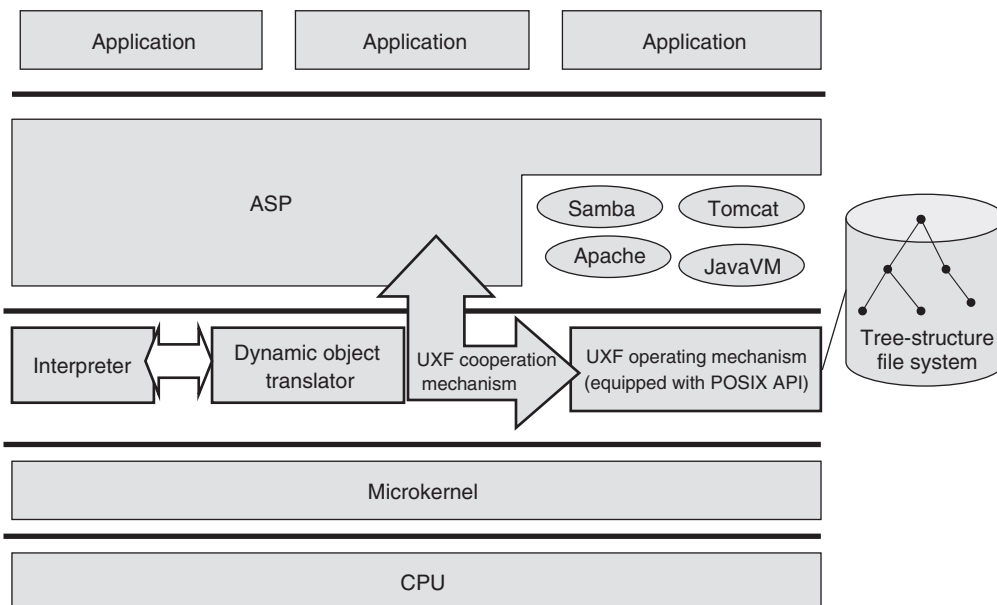 Application
Application
Application
ASP
Samba
Tomcat
Apache
JavaVM
Interpreter
Dynamic object
translator
UXF cooperation
mechanism
UXF operating mechanism
(equipped with POSIX API)
Tree-structure
file system
Microkernel
CPU